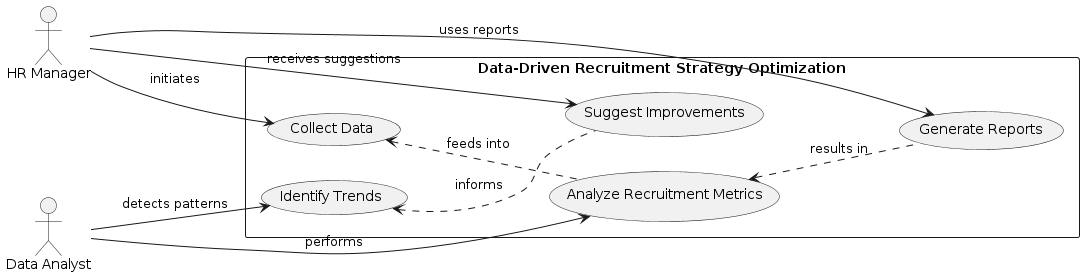 uses reports
HR Manager
receives suggestions
Data-Driven Recruitment Strategy Optimization
initiates
Suggest Improvements
Collect Data
Generate Reports
feeds into
results in
informs
Identify Trends
Analyze Recruitment Metrics
detects patterns
performs
Data Analyst